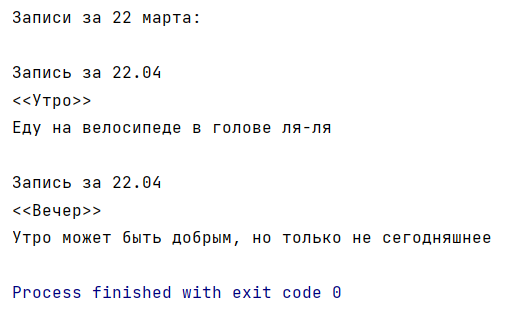 Записи за 22 марта:
Запись за 22.04
<<Утро>>
Еду на велосипеде в голове ля-ля
Запись за 22.04
<<Вечер>>
Утро может быть добрым, но только не сегодняшнее
Process finished with exit code 0